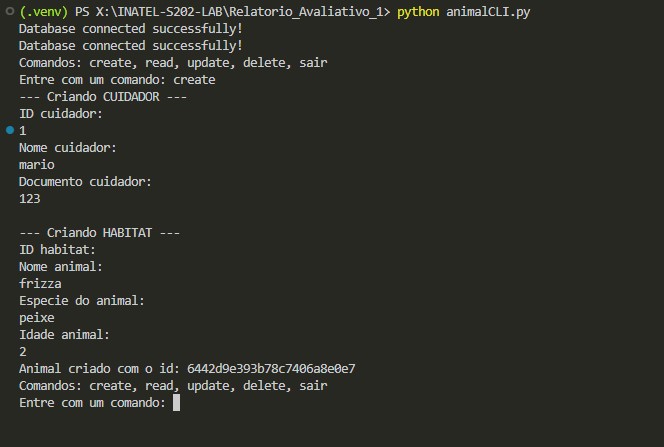 (.venv) PS X:\INATEL-S202-LAB\Relatorio_Avaliativo_1> python animalCLI.py
Database connected successfully!
Database connected successfully!
Comandos: create, read, update, delete, sair
Entre com um comando: create
--- Criando CUIDADOR ---
ID cuidador:
1
Nome cuidador:
mario
Documento cuidador:
123
--- Criando HABITAT ---
ID habitat:
Nome animal:
frizza
Especie do animal:
peixe
Idade animal:
2
Animal criado com o id: 6442d9e393b78c7406a8e0e7
Comandos: create, read, update, delete, sair
Entre com um comando: